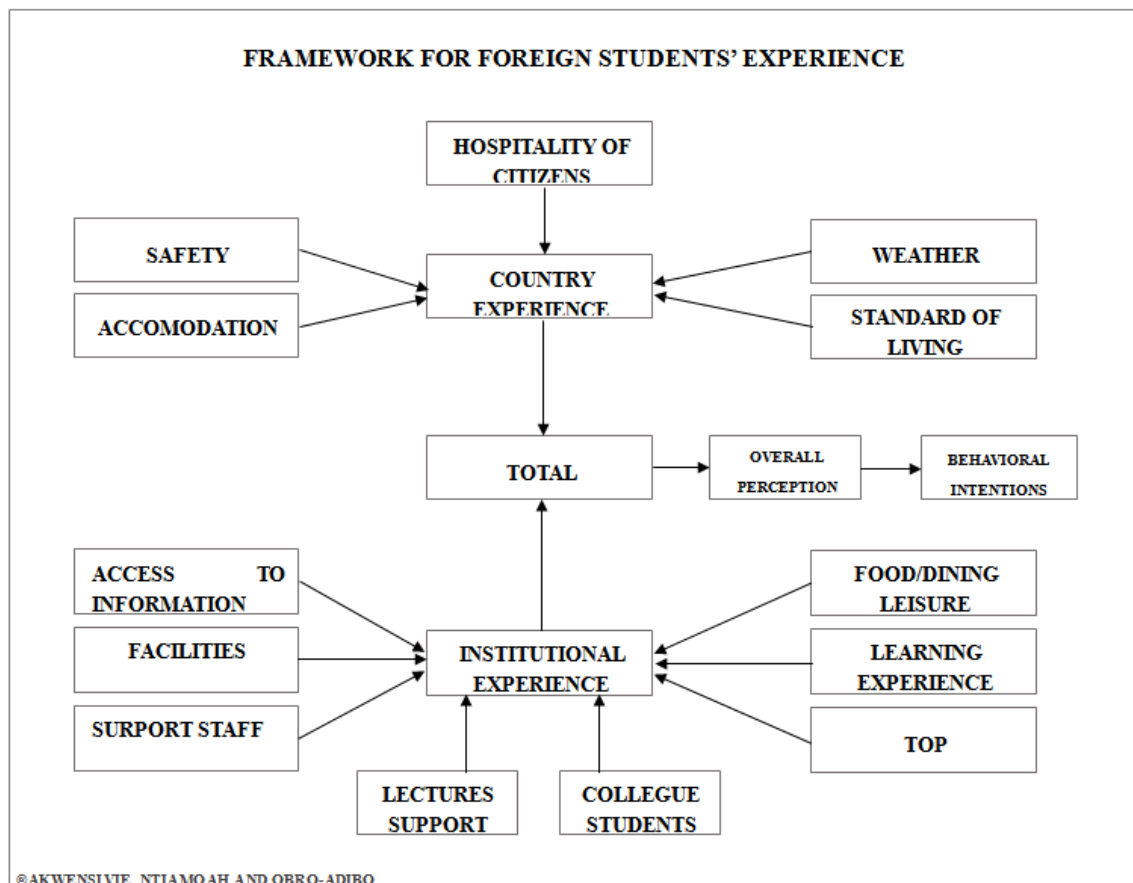 FRAMEWORK FOR FOREIGN STUDENTS’ EXPERIENCE
HOSPITALITY OF
CITIZENS
SAFETY
WEATHER
COUNTRY
EXPERIENCE
ACCOMODATION
STANDARD OF
LIVING
TOTAL
OVERALL
PERCEPTION
BEHAVIORAL
INTENTIONS
ACCESS TO
INFORMATION
FOOD/DINING
LEISURE
FACILITIES
INSTITUTIONAL
EXPERIENCE
LEARNING
EXPERIENCE
SURPORT STAFF
TOP
LECTURES
SUPPORT
COLLEGUE
STUDENTS
©AKWENSIVIE, NTIAMOAH AND OBRO-ADIBO